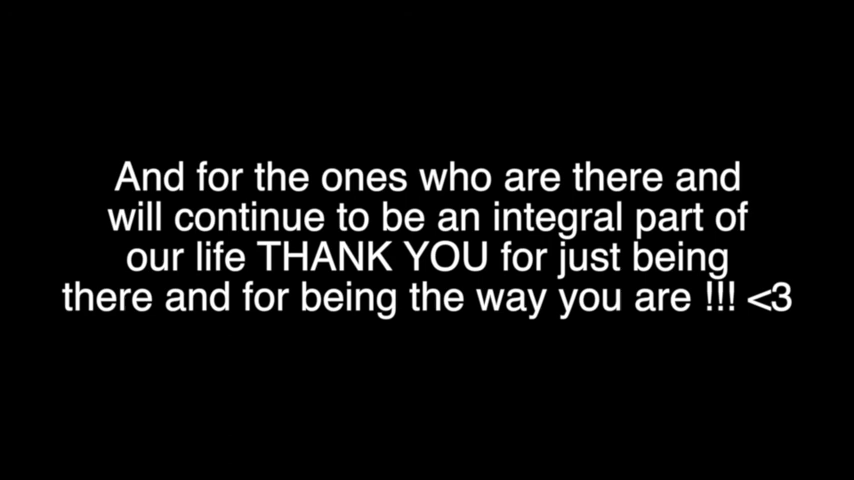 And for the ones who are there and
will continue to be an integral part of
our life THANK YOU for just being
there and for being the way you are !!! <3